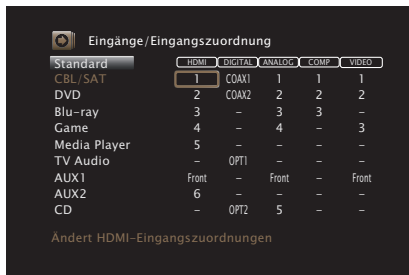 Eingänge/Eingangszuordnung
Standard HDMI DIGITAL ANALOG COMP VIDEO
CBL/SAT 1 COAX1 1 1 1
DVD 2 COAX2 2 2 2
Blu-ray 3 – 3 3 –
Game 4 – 4 – 3
Media Player 5 – – – –
TV Audio – OPT1 – – –
AUX1 Front – Front – Front
AUX2 6 – – – –
CD – OPT2 5 – –
Ändert HDMI-Eingangszuordnungen